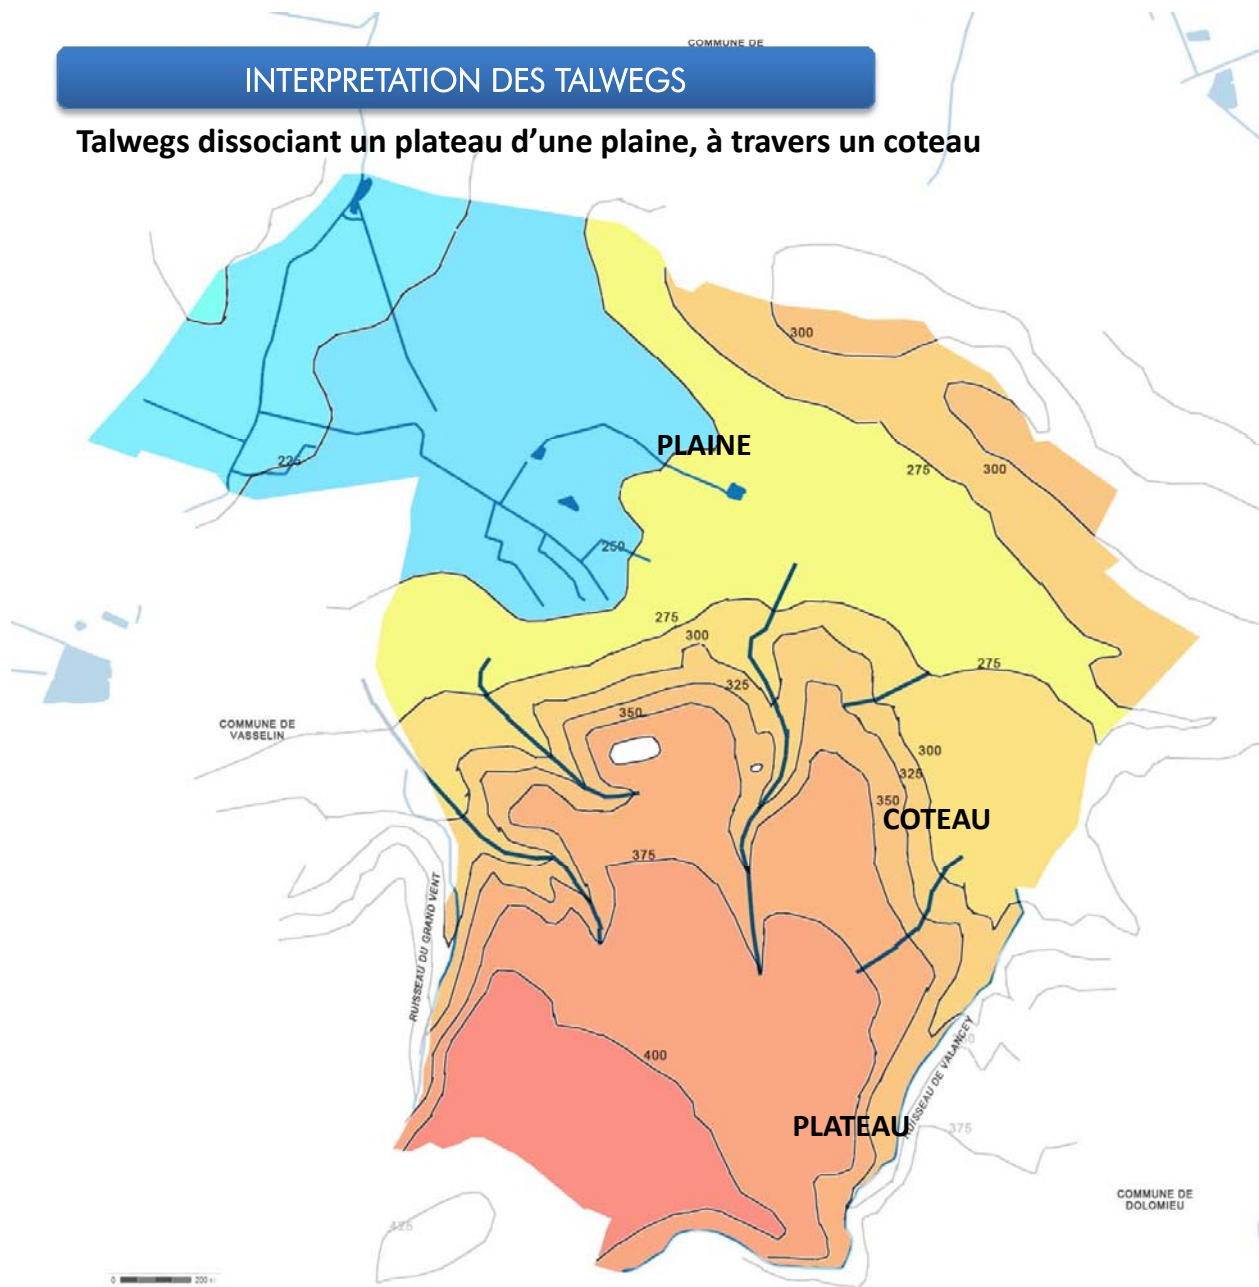 COMMUNE DE
INTERPRETATION DES TALWEGS
Talwegs dissociant un plateau d’une plaine, à travers un coteau
300
PLAINE
225
275
300
250
275
300
275
325
350
COMMUNE DE
VASSELIN
300
325
350
COTEAU
375
RUISSEAU DU GRAND VENT
400
RUISSEAU DE VALANCEY
PLATEAU
375
COMMUNE DE
DOLOMIEU
425
0 200